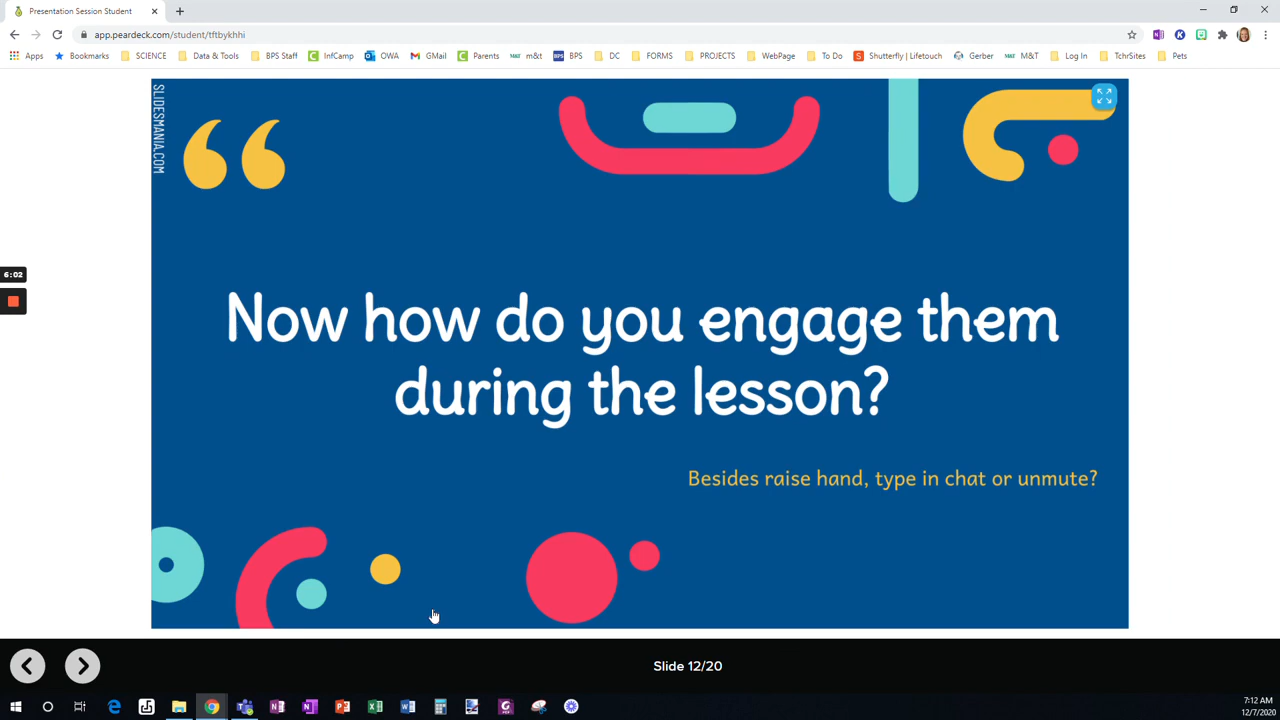 Presentation Session Student
app.peardeck.com/student/tftbykhhi
Apps Bookmarks SCIENCE Data & Tools BPS Staff InfCamp OWA GMail Parents m&t BPS DC FORMS PROJECTS WebPage To Do Shutterfly | Lifetouch Gerber M&T Log In TchrSites Pets
SLIDESMANIA.COM
6:02
Now how do you engage them
during the lesson?
Besides raise hand, type in chat or unmute?
Slide 12/20
7:12 AM
12/7/2020